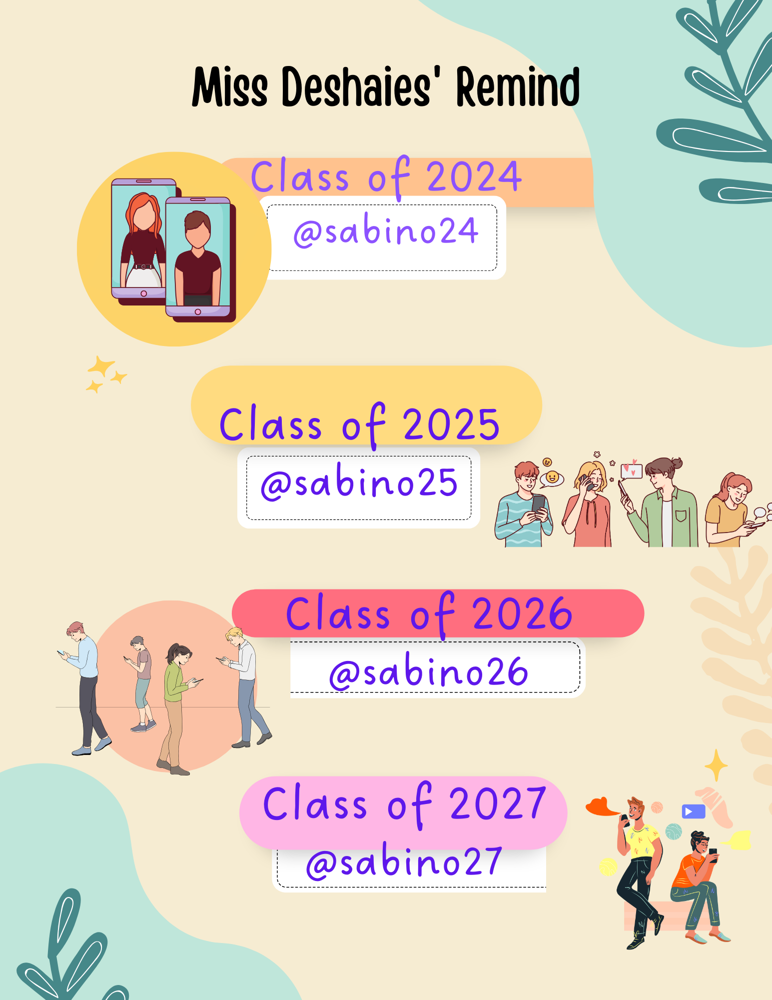 Miss Deshaies' Remind
Class of 2024
@sabino24
Class of 2025
@sabino25
Class of 2026
@sabino26
Class of 2027
@sabino27